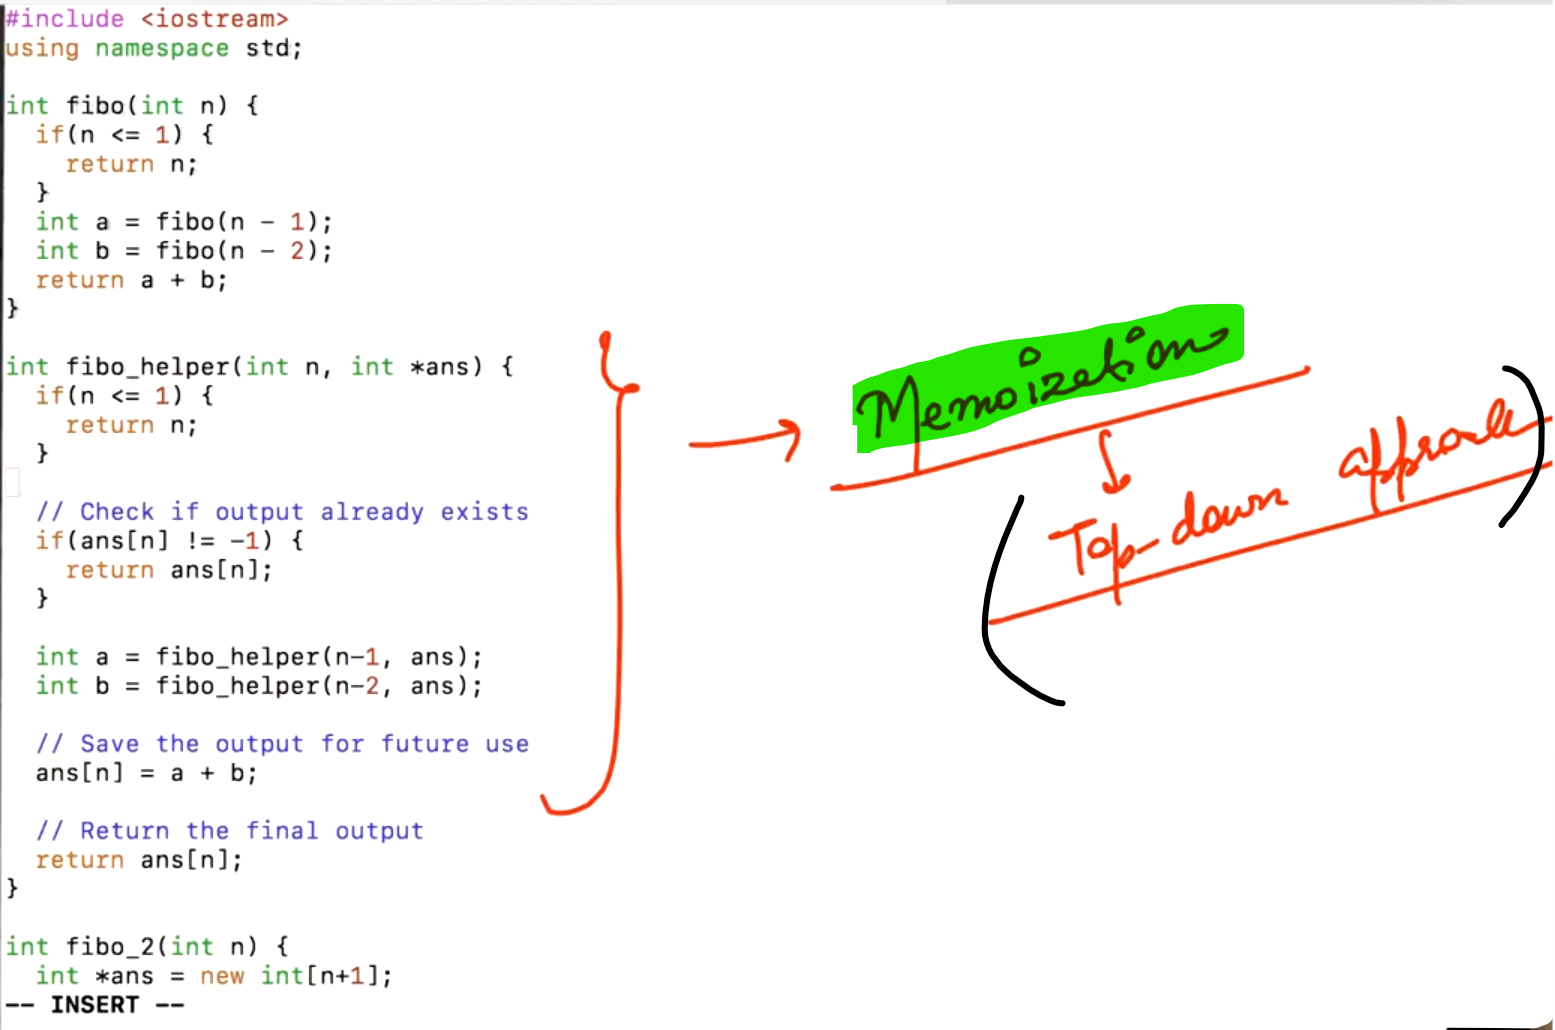 #include <iostream>
using namespace std;
int fibo(int n) {
if(n <= 1) {
return n;
}
int a = fibo(n - 1);
int b = fibo(n - 2);
return a + b;
}
int fibo_helper(int n, int *ans) {
if(n <= 1) {
return n;
}
// Check if output already exists
if(ans[n] != -1) {
return ans[n];
}
int a = fibo_helper(n-1, ans);
int b = fibo_helper(n-2, ans);
// Save the output for future use
ans[n] = a + b;
// Return the final output
return ans[n];
}
int fibo_2(int n) {
int *ans = new int[n+1];
-- INSERT --
Memoization
Top-down approach